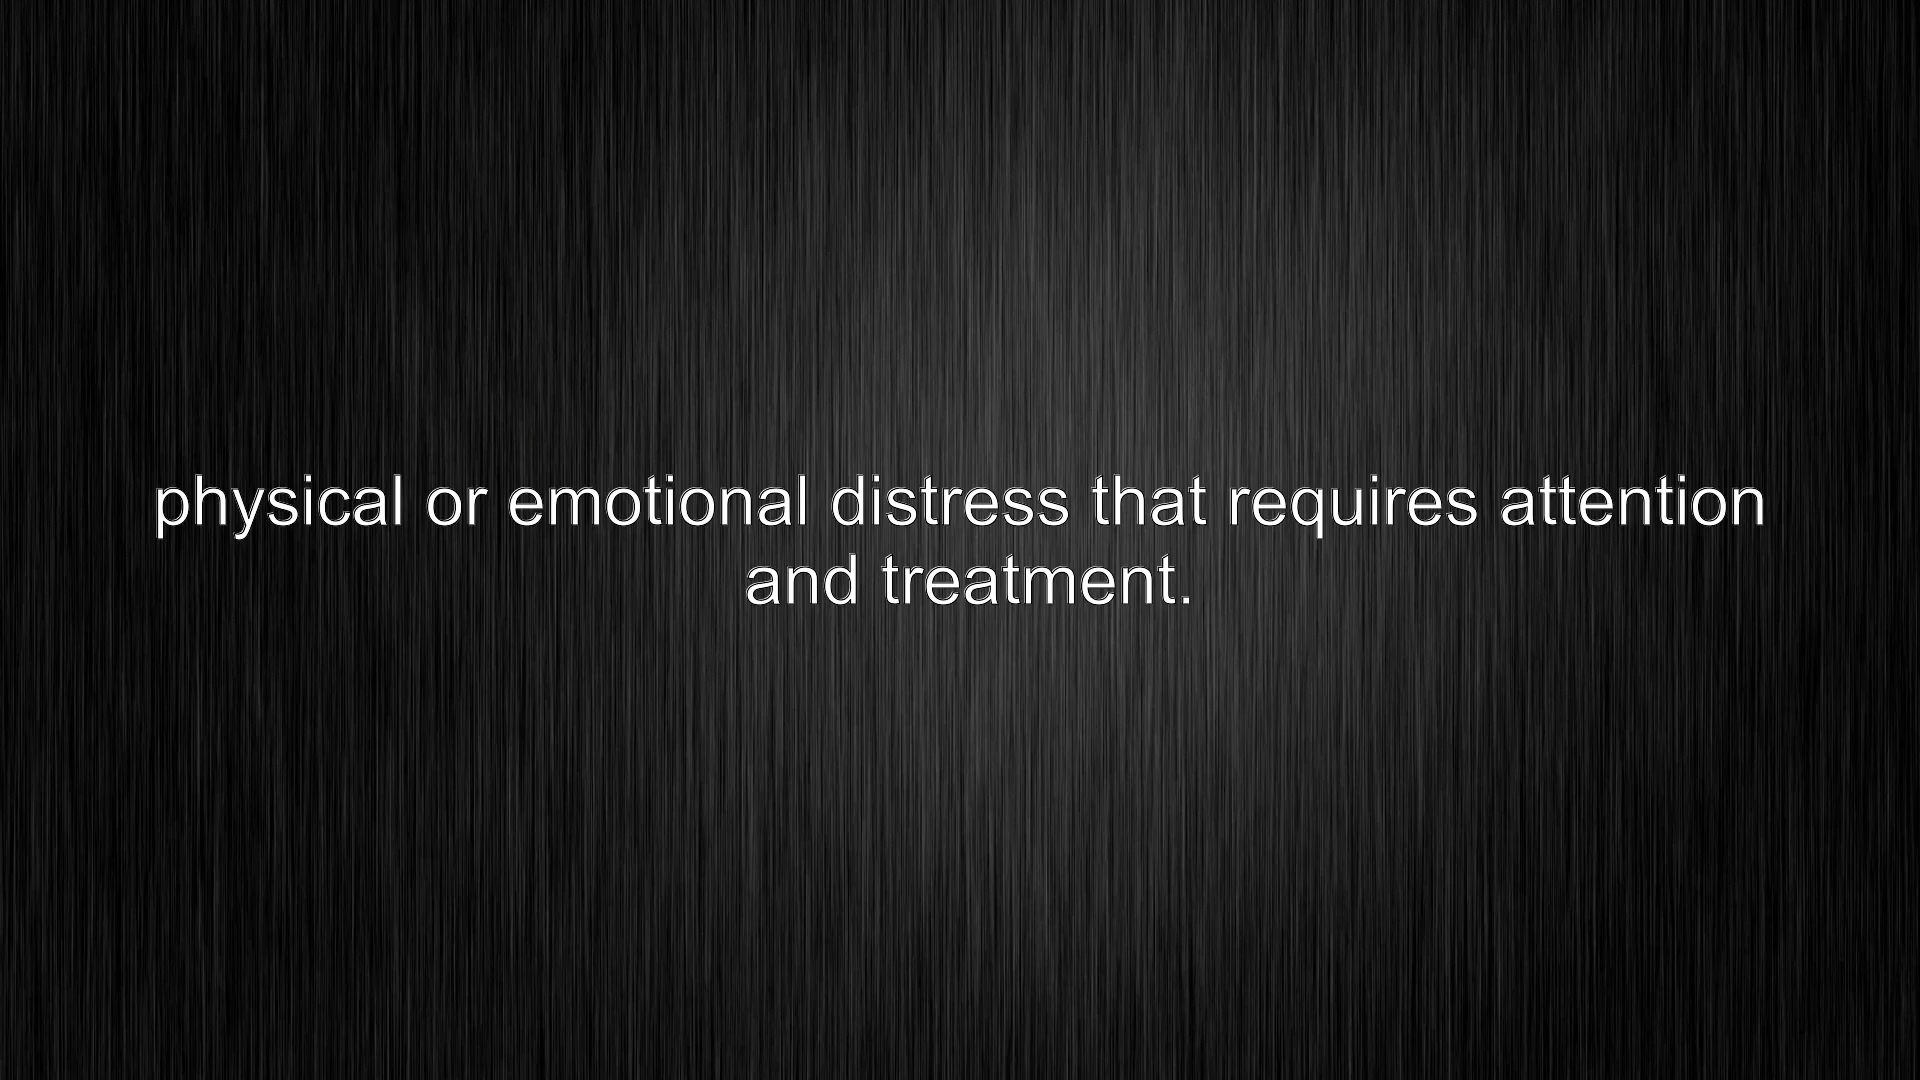 physical or emotional distress that requires attention
and treatment.